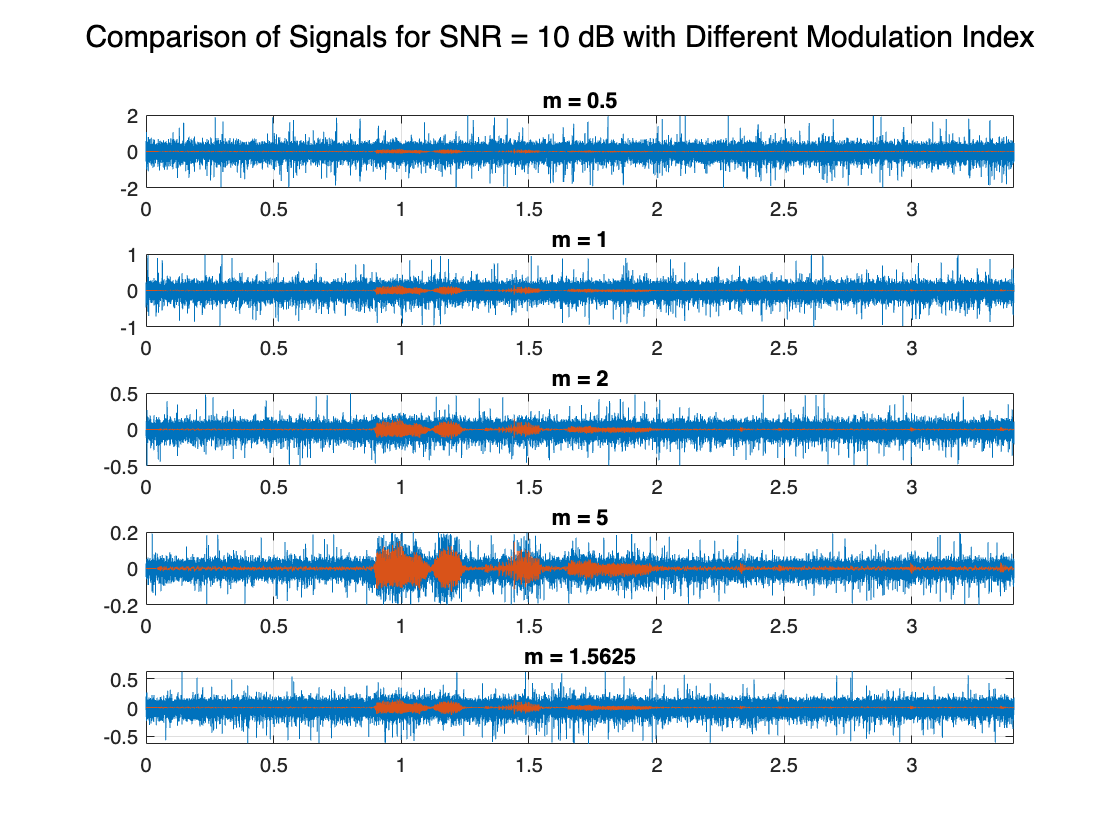 Comparison of Signals for SNR = 10 dB with Different Modulation Index
m = 0.5
2
0
-2
0 0.5 1 1.5 2 2.5 3
m = 1
1
0
-1
0 0.5 1 1.5 2 2.5 3
m = 2
0.5
0
-0.5
0 0.5 1 1.5 2 2.5 3
m = 5
0.2
0
-0.2
0 0.5 1 1.5 2 2.5 3
m = 1.5625
0.5
0
-0.5
0 0.5 1 1.5 2 2.5 3